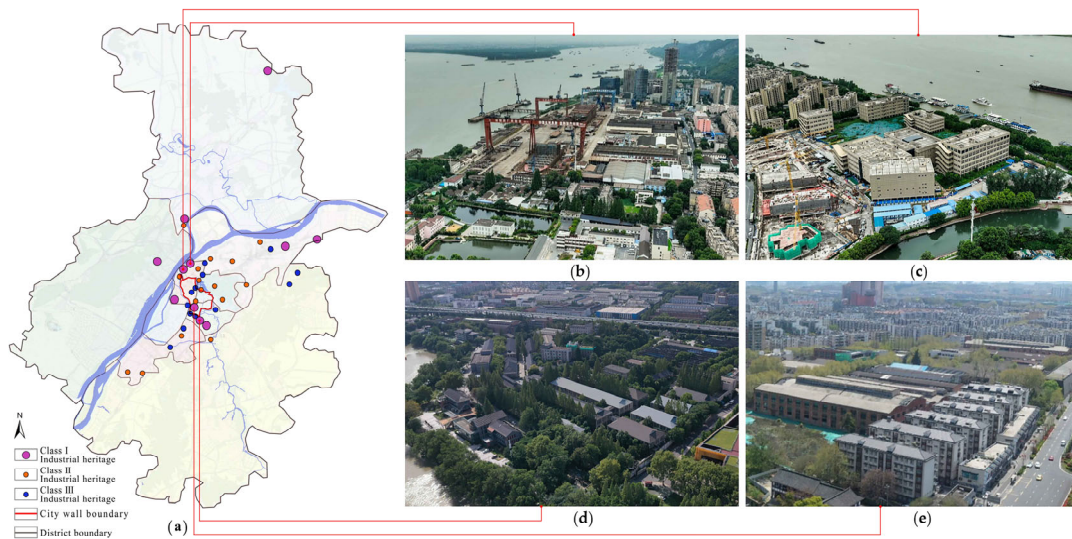 (b)
(c)
N
Class I
Industrial heritage
Class II
Industrial heritage
Class III
Industrial heritage
City wall boundary
District boundary
(a)
(d)
(e)